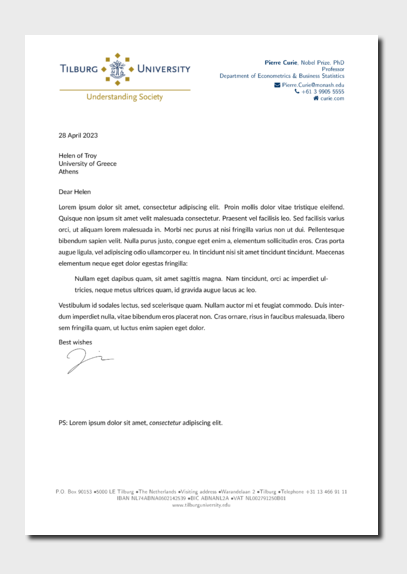 TILBURG UNIVERSITY
Understanding Society
Pierre Curie, Nobel Prize, PhD
Professor
Department of Econometrics & Business Statistics
Pierre.Curie@monash.edu
+61 3 9905 5555
curie.com
28 April 2023
Helen of Troy
University of Greece
Athens
Dear Helen
Lorem ipsum dolor sit amet, consectetur adipiscing elit. Proin mollis dolor vitae tristique eleifend.
Quisque non ipsum sit amet velit malesuada consectetur. Praesent vel facilisis leo. Sed facilisis varius
orci, ut aliquam lorem malesuada in. Morbi nec purus at nisi fringilla varius non ut dui. Pellentesque
bibendum sapien velit. Nulla purus justo, congue eget enim a, elementum sollicitudin eros. Cras porta
augue ligula, vel adipiscing odio ullamcorper eu. In tincidunt nisi sit amet tincidunt tincidunt. Maecenas
elementum neque eget dolor egestas fringilla:
Nullam eget dapibus quam, sit amet sagittis magna. Nam tincidunt, orci ac imperdiet ul-
tricies, neque metus ultrices quam, id gravida augue lacus ac leo.
Vestibulum id sodales lectus, sed scelerisque quam. Nullam auctor mi et feugiat commodo. Duis inter-
dum imperdiet nulla, vitae bibendum eros placerat non. Cras ornare, risus in faucibus malesuada, libero
sem fringilla quam, ut luctus enim sapien eget dolor.
Best wishes
PS: Lorem ipsum dolor sit amet, consectetur adipiscing elit.
P.O. Box 90153 •5000 LE Tilburg •The Netherlands •Visiting address •Warandelaan 2 •Tilburg •Telephone +31 13 466 91 11
IBAN •BIC ABNANL2A •VAT
www.tilburguniversity.edu